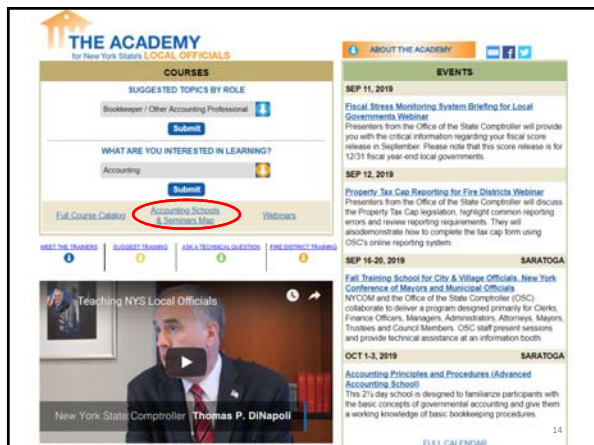 THE ACADEMY
for New York State's LOCAL OFFICIALS
COURSES
SUGGESTED TOPICS BY ROLE
Bookkeeper / Other Accounting Professional
Submit
WHAT ARE YOU INTERESTED IN LEARNING?
Accounting
Submit
Full Course Catalog
Accounting Schools
& Seminars Map
Webinars
MEET THE TRAINERS
SUGGEST TRAINING
ASK A TECHNICAL QUESTION
FIRE DISTRICT TRAINING
Teaching NYS Local Officials
New York State Comptroller Thomas P. DiNapoli
ABOUT THE ACADEMY
EVENTS
SEP 11, 2019
Fiscal Stress Monitoring System Briefing for Local
Governments Webinar
Presenters from the Office of the State Comptroller will provide
you with the critical information regarding your fiscal score
release in September. Please note that this score release is for
12/31 fiscal year-end local governments.
SEP 12, 2019
Property Tax Cap Reporting for Fire Districts Webinar
Presenters from the Office of the State Comptroller will discuss
the Property Tax Cap legislation, highlight common reporting
errors and review reporting requirements. They will
alsodemonstrate how to complete the tax cap form using
OSC's online reporting system.
SEP 16-20, 2019 SARATOGA
Fall Training School for City & Village Officials, New York
Conference of Mayors and Municipal Officials
NYCOM and the Office of the State Comptroller (OSC)
collaborate to deliver a program designed primarily for Clerks,
Finance Officers, Managers, Administrators, Attorneys, Mayors,
Trustees and Council Members. OSC staff present sessions
and provide technical assistance at an information booth.
OCT 1-3, 2019 SARATOGA
Accounting Principles and Procedures (Advanced
Accounting School)
This 2½ day school is designed to familiarize participants with
the basic concepts of governmental accounting and give them
a working knowledge of basic bookkeeping procedures.
14
FULL CALENDAR